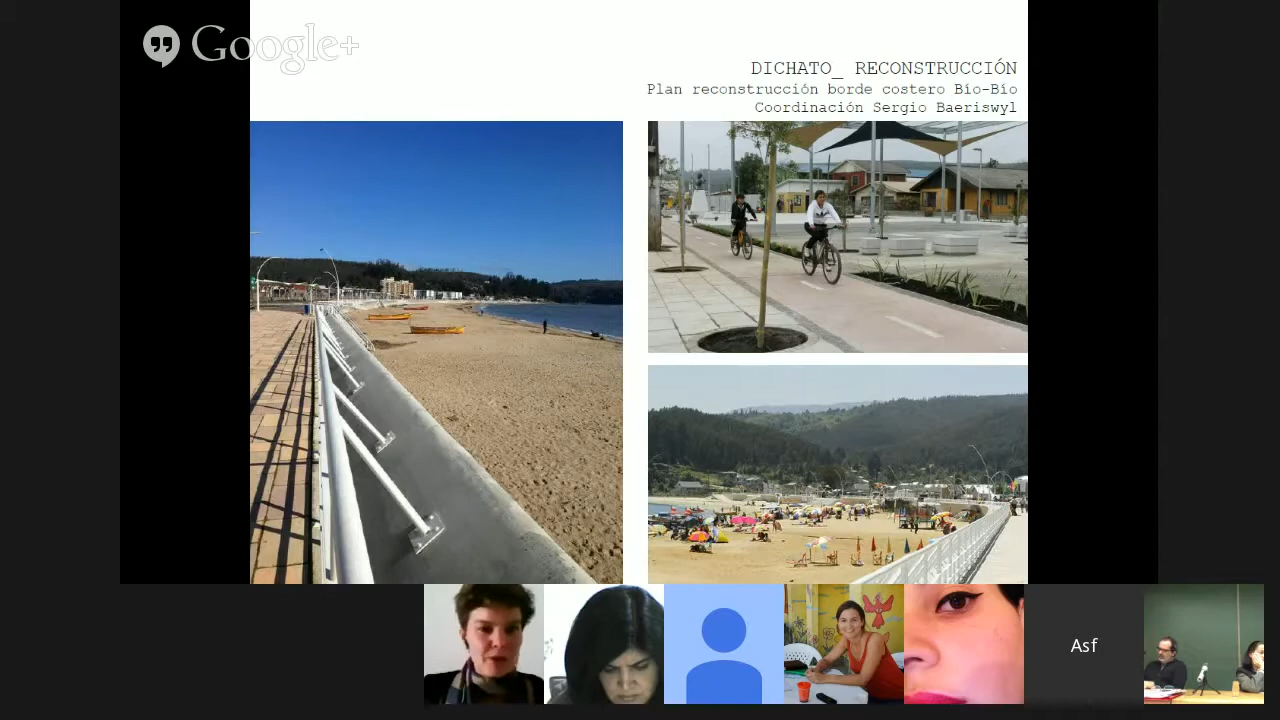 Google+
DICHATO_ RECONSTRUCCIÓN
Plan reconstrucción borde costero Bío-Bío
Coordinación Sergio Baeriswyl
Asf